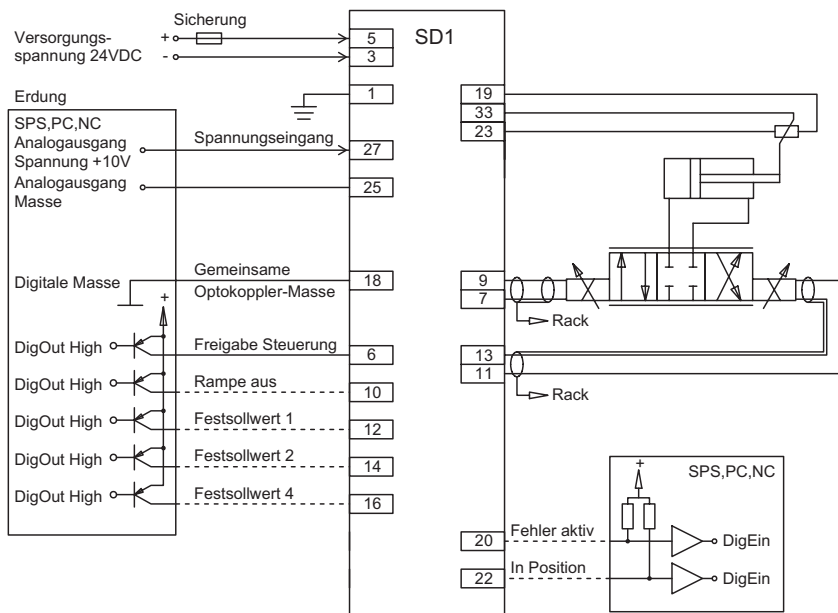 Sicherung
Versorgungs-
spannung 24VDC
+
-
5
3
SD1
Erdung
1
SPS,PC,NC
Analogausgang
Spannung +10V
Spannungseingang
27
Analogausgang
Masse
25
Digitale Masse
Gemeinsame
Optokoppler-Masse
18
+
DigOut High
Freigabe Steuerung
6
DigOut High
Rampe aus
10
DigOut High
Festsollwert 1
12
DigOut High
Festsollwert 2
14
DigOut High
Festsollwert 4
16
19
33
23
9
7
Rack
13
11
Rack
SPS,PC,NC
+
20
Fehler aktiv
DigEin
22
In Position
DigEin